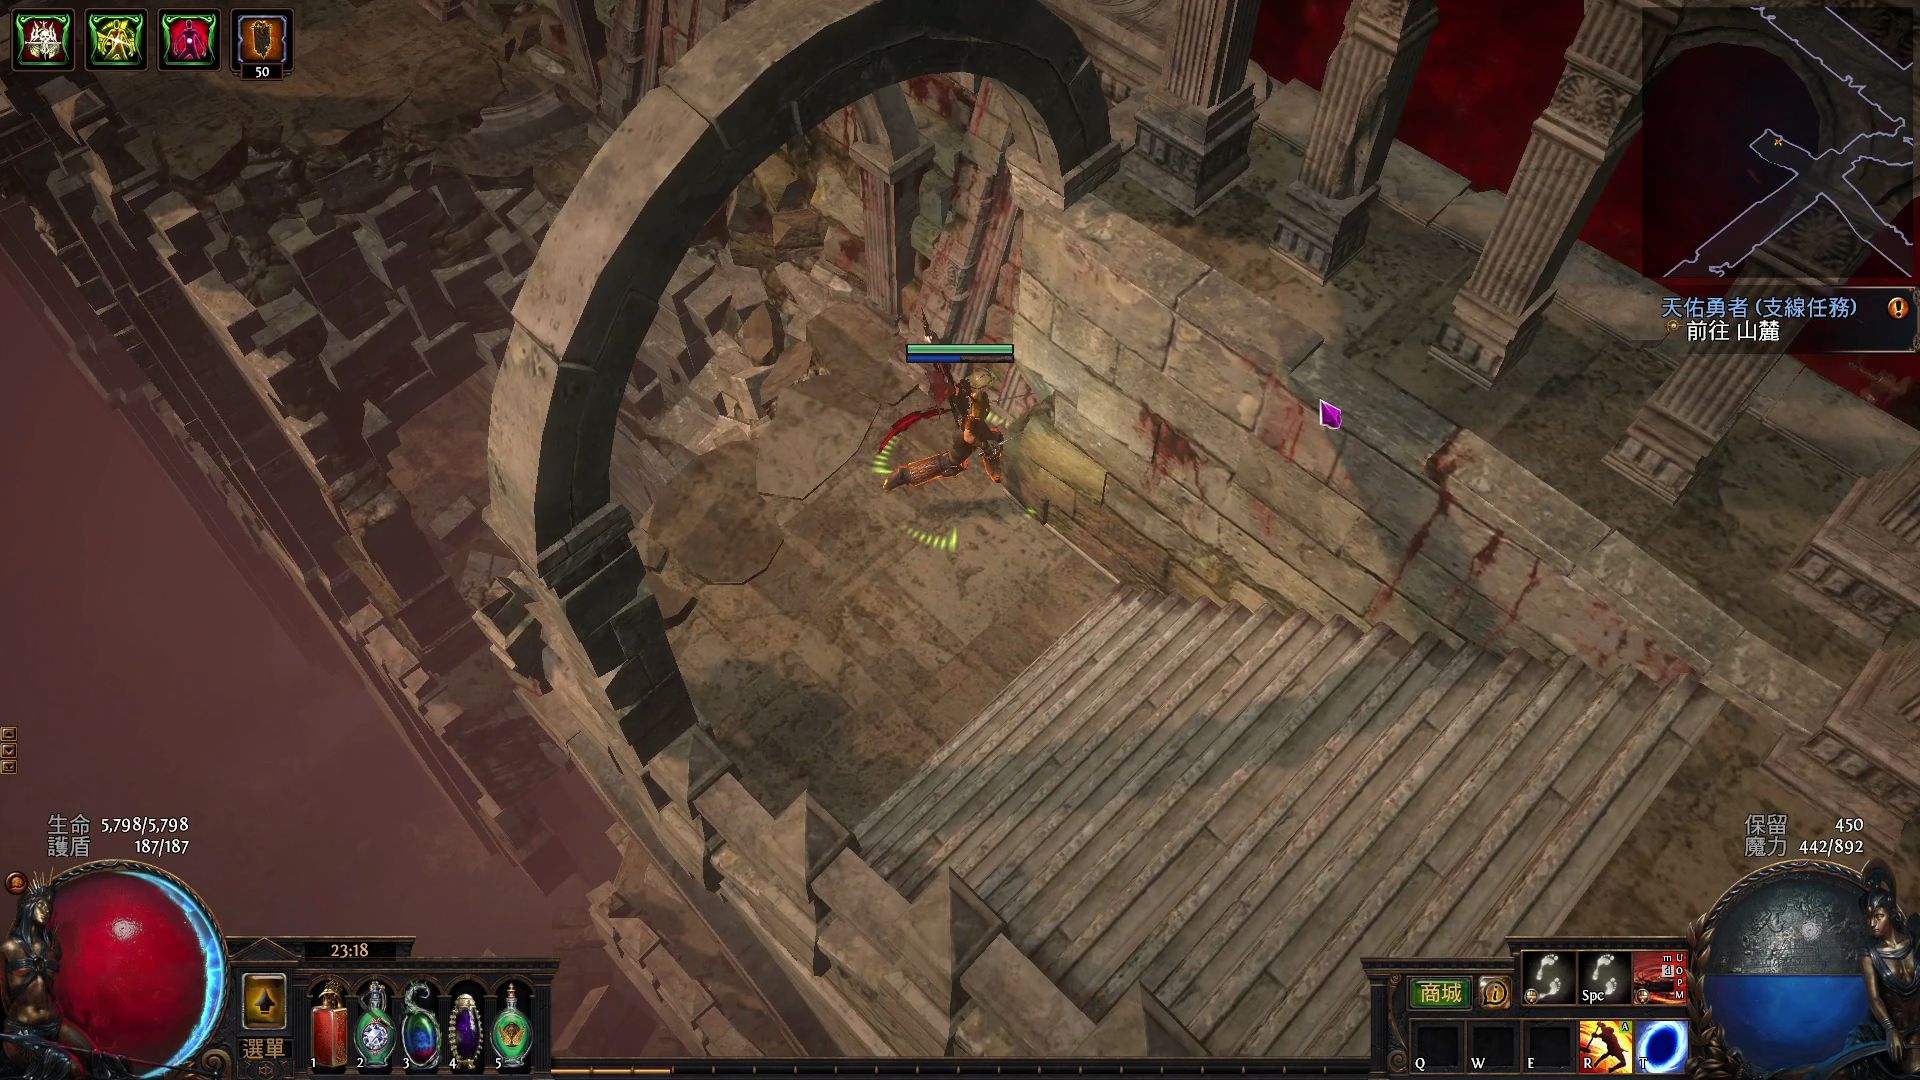 50
天佑勇者 (支線任務)
前往 山麓
生命 5,798/5,798
護盾 187/187
保留 450
魔力 442/892
23:18
選單
1
2
3
4
5
商城
Spc
m U
d O
P
M
Q
W
E
R
A
T